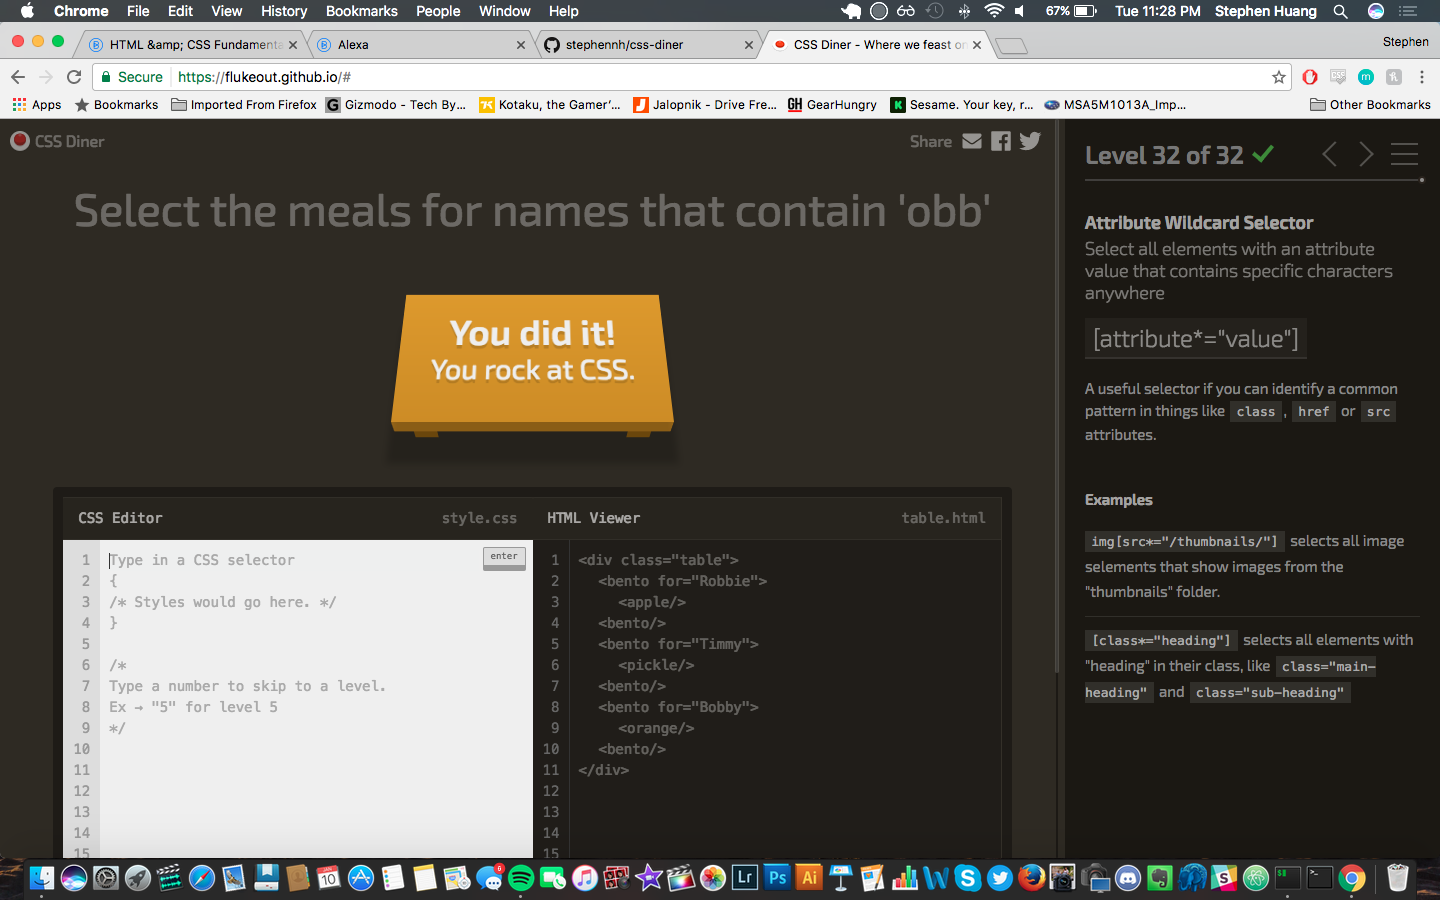 Chrome File Edit View History Bookmarks People Window Help 67% Tue 11:28 PM Stephen Huang
HTML &amp; CSS Fundamenta Alexa stephennh/css-diner CSS Diner - Where we feast on Stephen
Secure https://flukeout.github.io/#
Apps Bookmarks Imported From Firefox Gizmodo - Tech By... Kotaku, the Gamer'... Jalopnik - Drive Fre... GearHungry Sesame. Your key, r... MSA5M1013A_Imp... Other Bookmarks
CSS Diner
Share
Select the meals for names that contain 'obb'
You did it!
You rock at CSS.
CSS Editor style.css
1 Type in a CSS selector
2 {
3 /* Styles would go here. */
4 }
5
6 /*
7 Type a number to skip to a level.
8 Ex → "5" for level 5
9 */
10
11
12
13
14
15
enter
HTML Viewer table.html
1 <div class="table">
2 <bento for="Robbie">
3 <apple/>
4 <bento/>
5 <bento for="Timmy">
6 <pickle/>
7 <bento/>
8 <bento for="Bobby">
9 <orange/>
10 <bento/>
11 </div>
12
13
14
15
Level 32 of 32
Attribute Wildcard Selector
Select all elements with an attribute
value that contains specific characters
anywhere
[attribute*="value"]
A useful selector if you can identify a common
pattern in things like class , href or src
attributes.
Examples
img[src*="/thumbnails/"] selects all image
selements that show images from the
"thumbnails" folder.
[class*="heading"] selects all elements with
"heading" in their class, like class="main-
heading" and class="sub-heading"